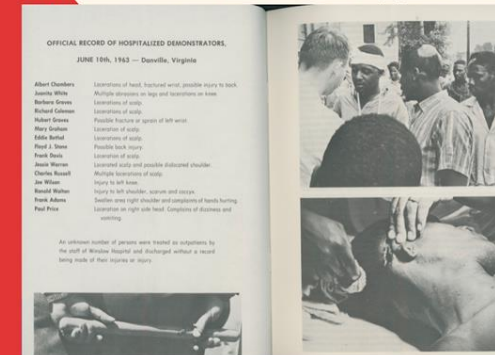 OFFICIAL RECORD OF HOSPITALIZED DEMONSTRATORS,
JUNE 10th, 1963 — Danville, Virginia
Albert Chambers Lacerations of head, fractured wrist, possible injury to back.
Juanita White Multiple abrasions on legs and lacerations on knee.
Barbara Graves Lacerations of scalp.
Richard Coleman Lacerations of scalp.
Hubert Graves Possible fracture or sprain of left wrist.
Mary Graham Laceration of scalp.
Eddie Bethel Lacerations of scalp.
Floyd J. Stone Possible back injury.
Frank Davis Laceration of scalp.
Jessie Warren Lacerated scalp and possible dislocated shoulder.
Charles Russell Multiple lacerations of scalp.
Joe Wilson Injury to left knee.
Ronald Walton Injury to left shoulder, scarum and coccyx.
Frank Adams Swollen area right shoulder and complaints of hands hurting.
Paul Price Laceration on right side head. Complains of dizziness and
vomiting.
An unknown number of persons were treated as outpatients by
the staff of Winslow Hospital and discharged without a record
being made of their injuries or injury.